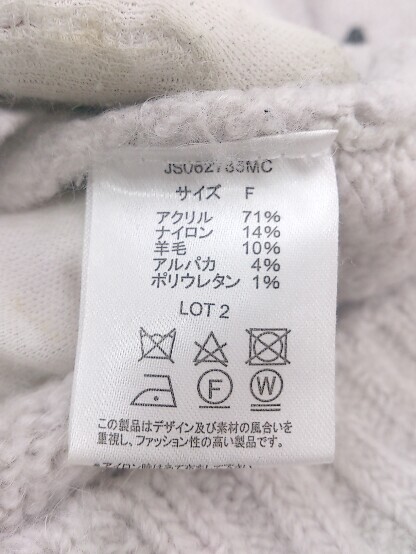 JS062735MC
サイズ F
アクリル 71%
ナイロン 14%
羊毛 10%
アルパカ 4%
ポリウレタン 1%
LOT 2
F W
この製品はデザイン及び素材の風合いを
重視し、ファッション性の高い製品です。